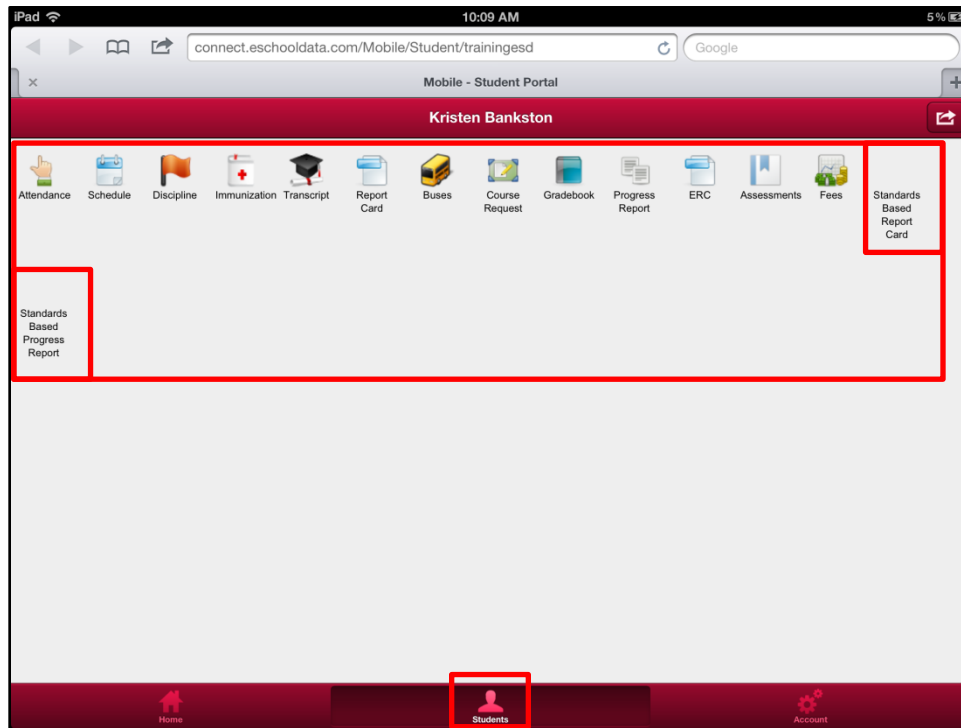 iPad 10:09 AM 5%
connect.eschooldata.com/Mobile/Student/trainingesd Google
Mobile - Student Portal
Kristen Bankston
Attendance
Schedule
Discipline
Immunization
Transcript
Report
Card
Buses
Course
Request
Gradebook
Progress
Report
ERC
Assessments
Fees
Standards
Based
Report
Card
Standards
Based
Progress
Report
Home
Students
Account